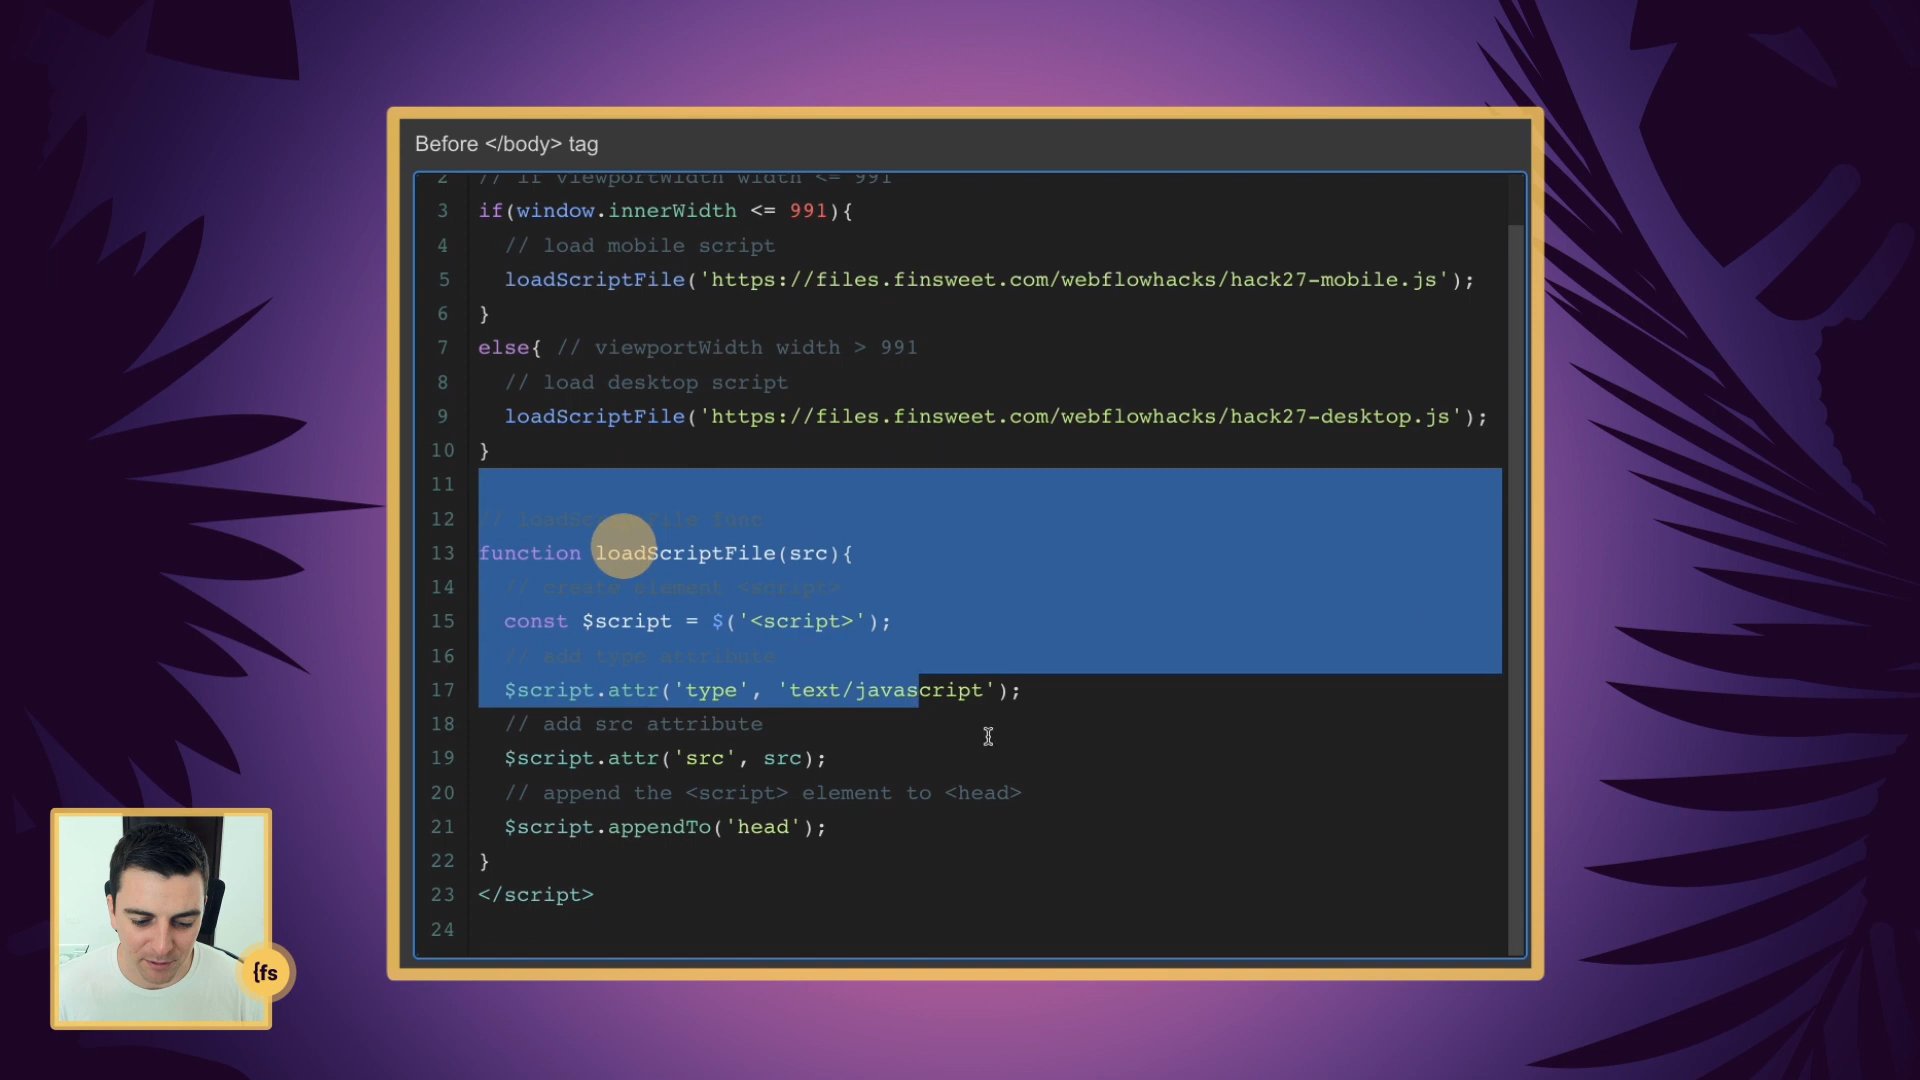 Before </body> tag
2 // if viewportWidth width <= 991
3 if(window.innerWidth <= 991){
4 // load mobile script
5 loadScriptFile('https://files.finsweet.com/webflowhacks/hack27-mobile.js');
6 }
7 else{ // viewportWidth width > 991
8 // load desktop script
9 loadScriptFile('https://files.finsweet.com/webflowhacks/hack27-desktop.js');
10 }
11
12 // loadScriptFile func
13 function loadScriptFile(src){
14 // create element <script>
15 const $script = $('<script>');
16 // add type attribute
17 $script.attr('type', 'text/javascript');
18 // add src attribute
19 $script.attr('src', src);
20 // append the <script> element to <head>
21 $script.appendTo('head');
22 }
23 </script>
24
{fs